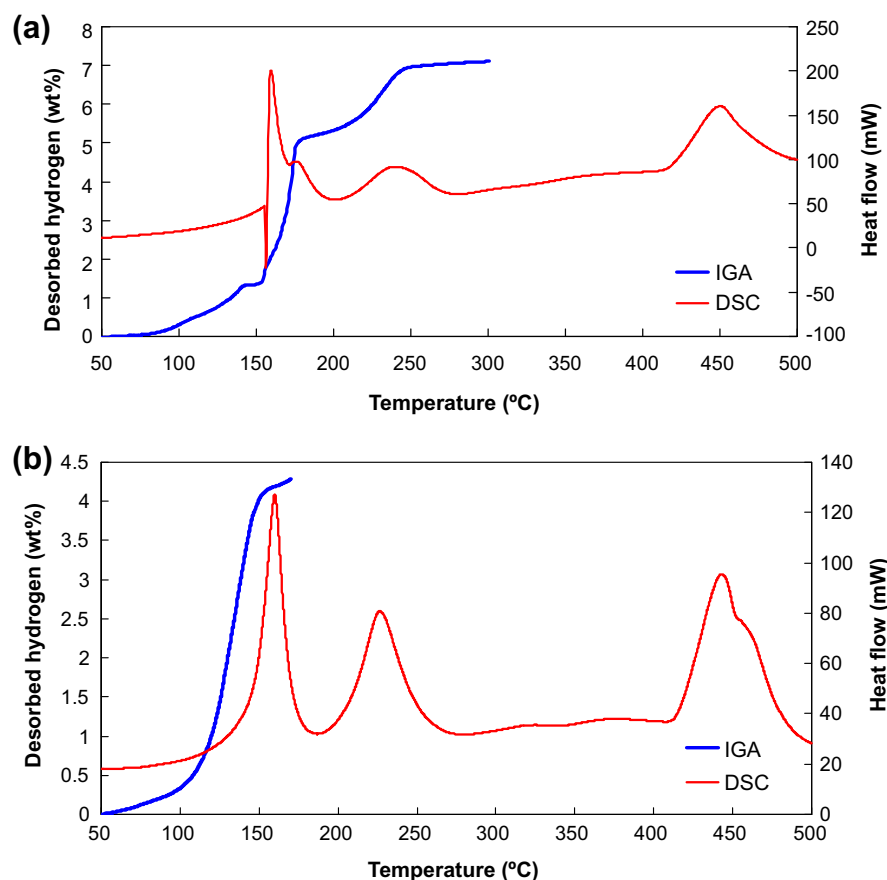 (a)
Desorbed hydrogen (wt%)
8
7
6
5
4
3
2
1
0
250
200
150
100
50
0
-50
-100
Heat flow (mW)
IGA
DSC
50 100 150 200 250 300 350 400 450 500
Temperature (ºC)
(b)
Desorbed hydrogen (wt%)
4.5
4
3.5
3
2.5
2
1.5
1
0.5
0
140
120
100
80
60
40
20
0
Heat flow (mW)
IGA
DSC
50 100 150 200 250 300 350 400 450 500
Temperature (ºC)